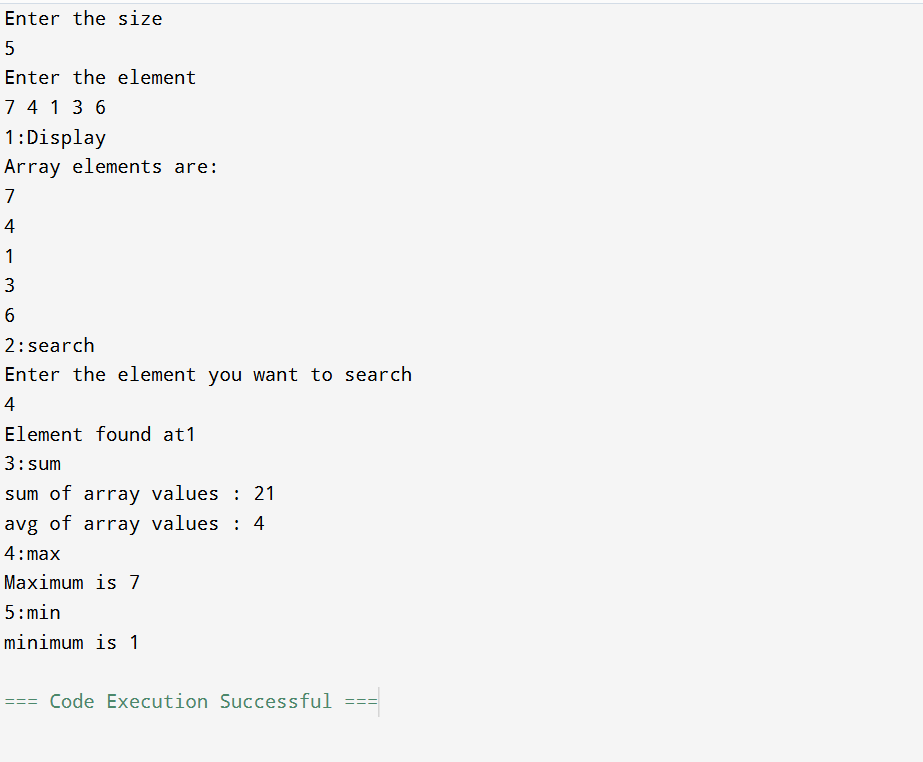 Enter the size
5
Enter the element
7 4 1 3 6
1:Display
Array elements are:
7
4
1
3
6
2:search
Enter the element you want to search
4
Element found at1
3:sum
sum of array values : 21
avg of array values : 4
4:max
Maximum is 7
5:min
minimum is 1
=== Code Execution Successful ===